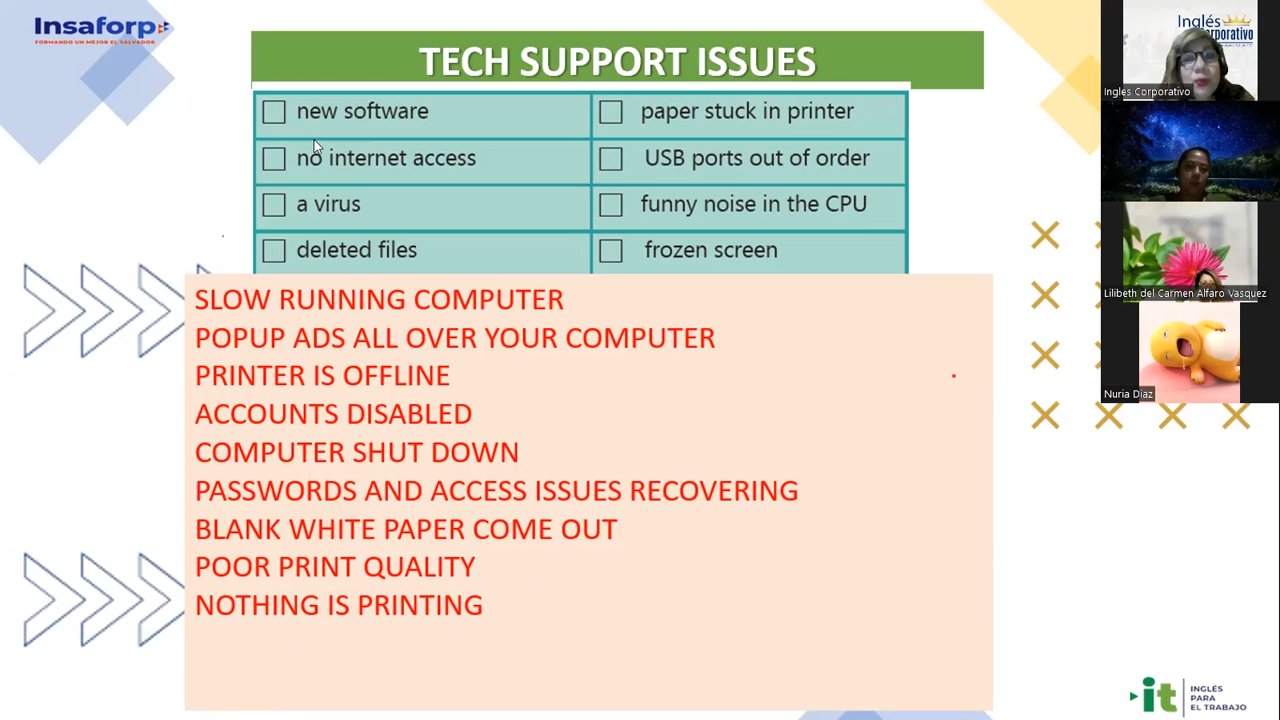 Insaforp
FORMANDO UN MEJOR EL SALVADOR
TECH SUPPORT ISSUES
new software
paper stuck in printer
no internet access
USB ports out of order
a virus
funny noise in the CPU
deleted files
frozen screen
SLOW RUNNING COMPUTER
POPUP ADS ALL OVER YOUR COMPUTER
PRINTER IS OFFLINE
ACCOUNTS DISABLED
COMPUTER SHUT DOWN
PASSWORDS AND ACCESS ISSUES RECOVERING
BLANK WHITE PAPER COME OUT
POOR PRINT QUALITY
NOTHING IS PRINTING
Inglés
Corporativo
Ingles Corporativo
Lilibeth del Carmen Alfaro Vasquez
Nuria Diaz
it
INGLÉS
PARA
EL TRABAJO